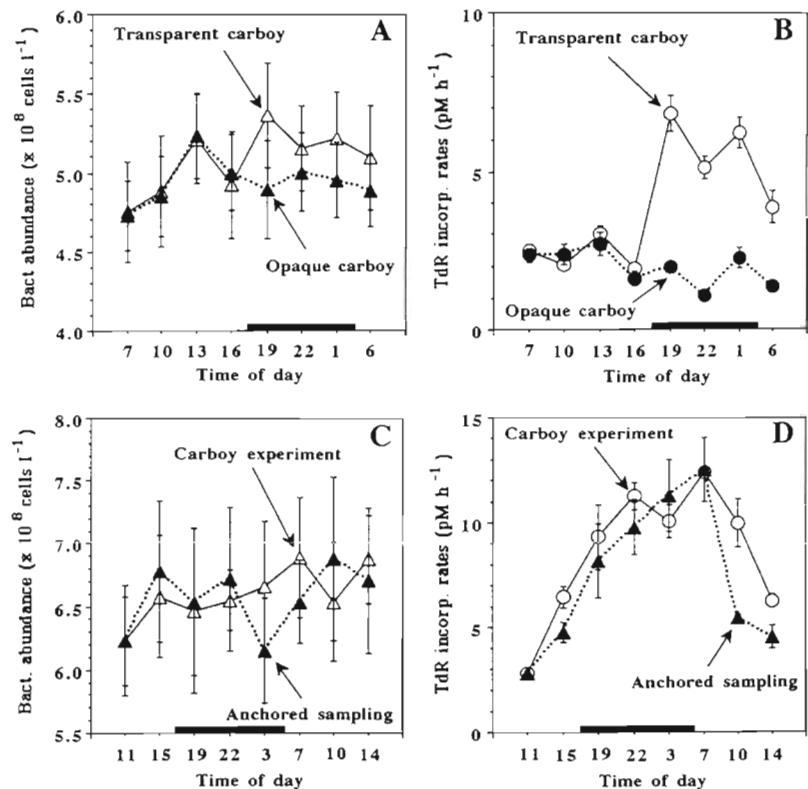 A
Transparent carboy
Opaque carboy
Bact abundance (x 10⁸ cells l⁻¹)
6.0
5.5
5.0
4.5
4.0
7 10 13 16 19 22 1 6
Time of day
B
Transparent carboy
Opaque carboy
TdR incorp. rates (pM h⁻¹)
10
5
0
7 10 13 16 19 22 1 6
Time of day
C
Carboy experiment
Anchored sampling
Bact. abundance (x 10⁸ cells l⁻¹)
8.0
7.5
7.0
6.5
6.0
5.5
11 15 19 22 3 7 10 14
Time of day
D
Carboy experiment
Anchored sampling
TdR incorp. rates (pM h⁻¹)
15
10
5
0
11 15 19 22 3 7 10 14
Time of day